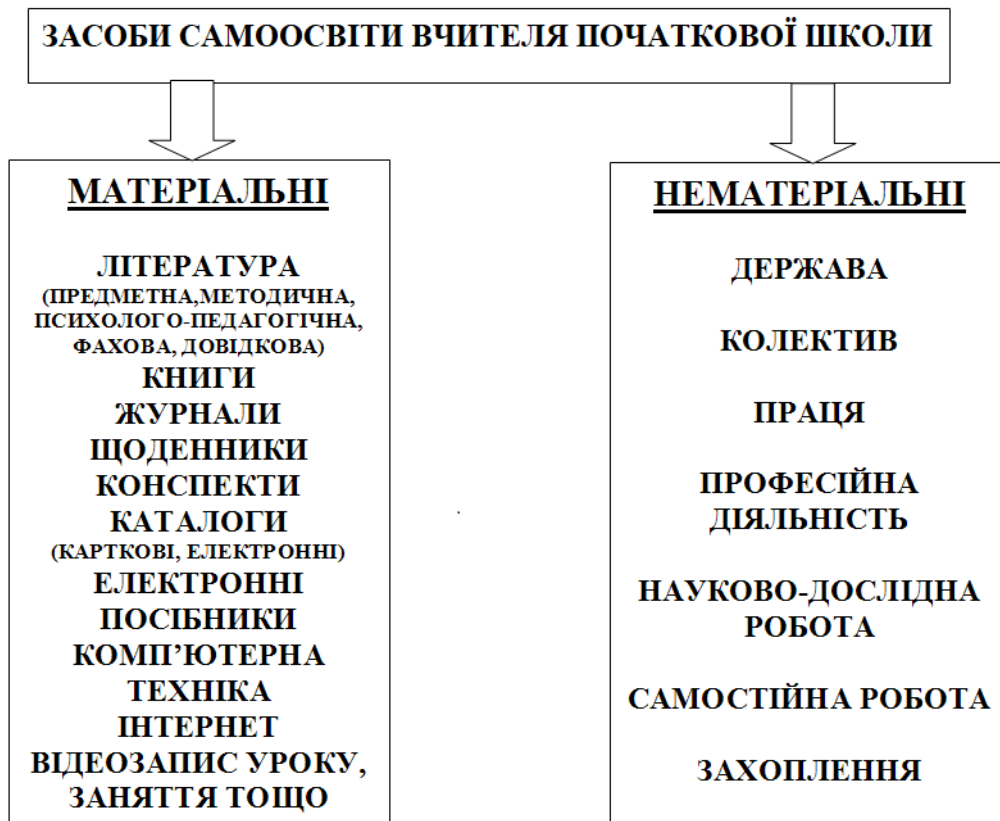 ЗАСОБИ САМООСВІТИ ВЧИТЕЛЯ ПОЧАТКОВОЇ ШКОЛИ
МАТЕРІАЛЬНІ
ЛІТЕРАТУРА
(ПРЕДМЕТНА,МЕТОДИЧНА,
ПСИХОЛОГО-ПЕДАГОГІЧНА,
ФАХОВА, ДОВІДКОВА)
КНИГИ
ЖУРНАЛИ
ЩОДЕННИКИ
КОНСПЕКТИ
КАТАЛОГИ
(КАРТКОВІ, ЕЛЕКТРОННІ)
ЕЛЕКТРОННІ
ПОСІБНИКИ
КОМП’ЮТЕРНА
ТЕХНІКА
ІНТЕРНЕТ
ВІДЕОЗАПИС УРОКУ,
ЗАНЯТТЯ ТОЩО
НЕМАТЕРІАЛЬНІ
ДЕРЖАВА
КОЛЕКТИВ
ПРАЦЯ
ПРОФЕСІЙНА
ДІЯЛЬНІСТЬ
НАУКОВО-ДОСЛІДНА
РОБОТА
САМОСТІЙНА РОБОТА
ЗАХОПЛЕННЯ